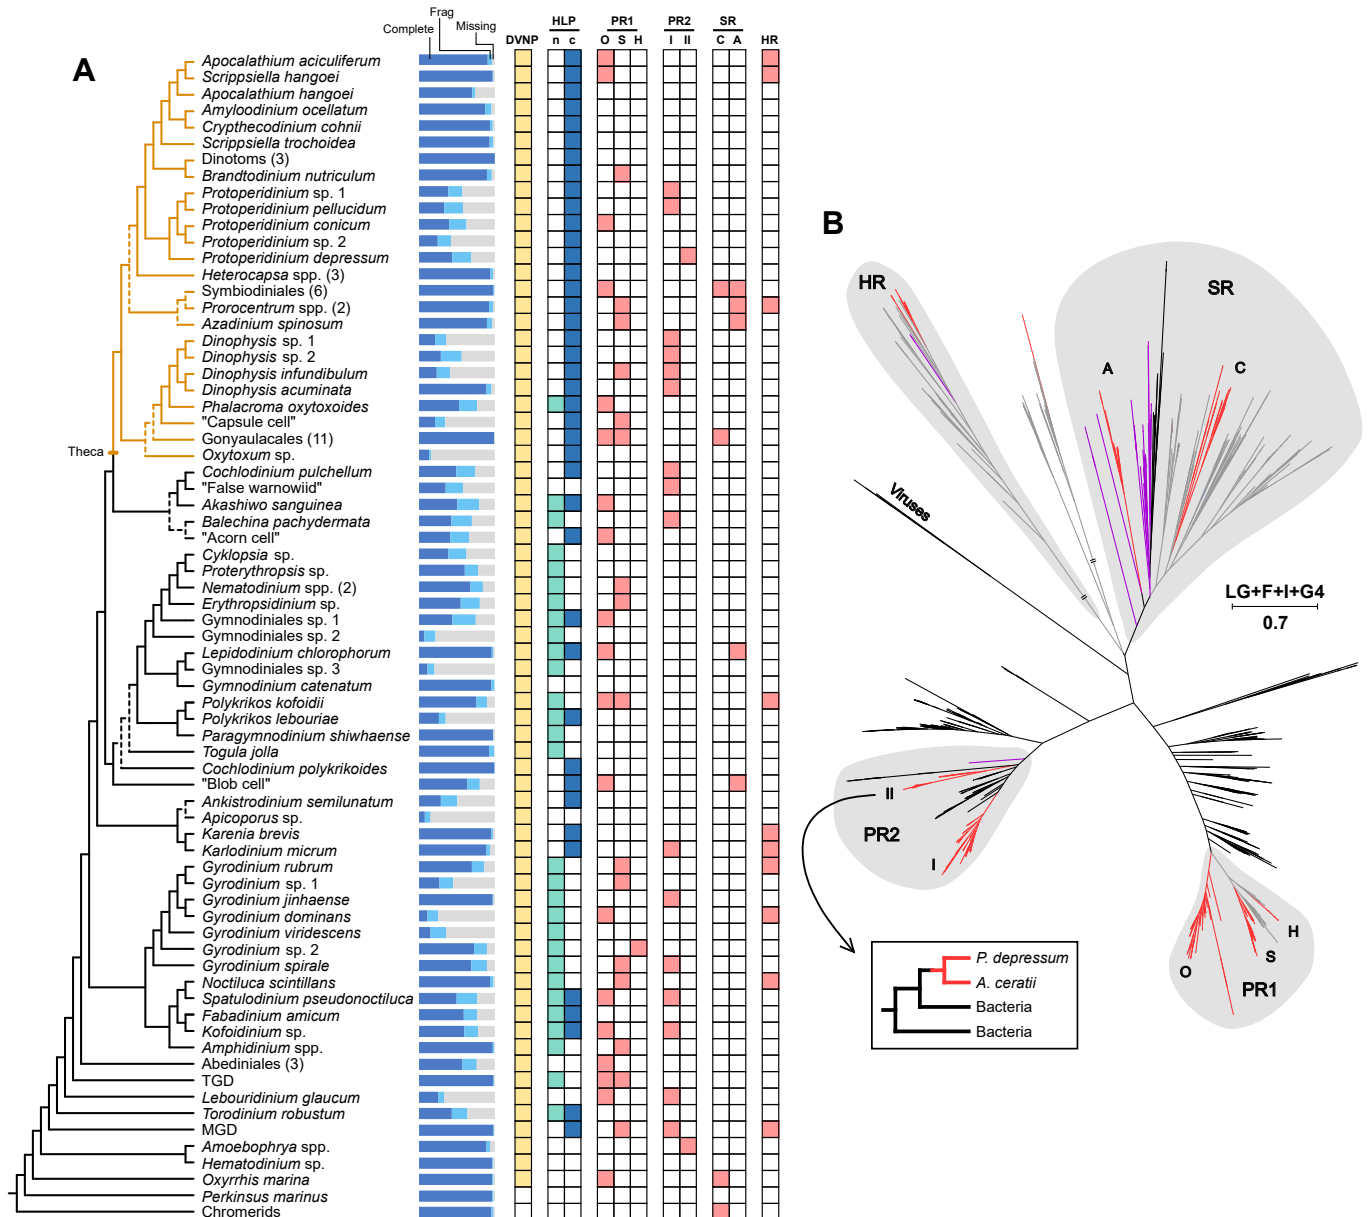 Frag
Complete
Missing
HLP
PR1
PR2
SR
DVNP
n
c
O
S
H
I
II
C
A
HR
A
Apocalathium aciculiferum
Scrippsiella hangoei
Apocalathium hangoei
Amyloodinium ocellatum
Crypthecodinium cohnii
Scrippsiella trochoidea
Dinotoms (3)
Brandtodinium nutriculum
Protoperidinium sp. 1
Protoperidinium pellucidum
Protoperidinium conicum
Protoperidinium sp. 2
Protoperidinium depressum
Heterocapsa spp. (3)
Symbiodiniales (6)
Prorocentrum spp. (2)
Azadinium spinosum
Dinophysis sp. 1
Dinophysis sp. 2
Dinophysis infundibulum
Dinophysis acuminata
Phalacroma oxytoxoides
"Capsule cell"
Gonyaulacales (11)
Theca
Oxytoxum sp.
Cochlodinium pulchellum
"False warnowiid"
Akashiwo sanguinea
Balechina pachydermata
"Acorn cell"
Cyklopsia sp.
Proterythropsis sp.
Nematodinium spp. (2)
Erythropsidinium sp.
Gymnodiniales sp. 1
Gymnodiniales sp. 2
Lepidodinium chlorophorum
Gymnodiniales sp. 3
Gymnodinium catenatum
Polykrikos kofoidii
Polykrikos lebouriae
Paragymnodinium shiwhaense
Togula jolla
Cochlodinium polykrikoides
"Blob cell"
Ankistrodinium semilunatum
Apicoporus sp.
Karenia brevis
Karlodinium micrum
Gyrodinium rubrum
Gyrodinium sp. 1
Gyrodinium jinhaense
Gyrodinium dominans
Gyrodinium viridescens
Gyrodinium sp. 2
Gyrodinium spirale
Noctiluca scintillans
Spatulodinium pseudonoctiluca
Fabadinium amicum
Kofoidinium sp.
Amphidinium spp.
Abediniales (3)
TGD
Lebouridinium glaucum
Torodinium robustum
MGD
Amoebophrya spp.
Hematodinium sp.
Oxyrrhis marina
Perkinsus marinus
Chromerids
B
HR
SR
A
C
Viruses
LG+F+I+G4
0.7
II
PR2
I
H
S
O
PR1
P. depressum
A. ceratii
Bacteria
Bacteria